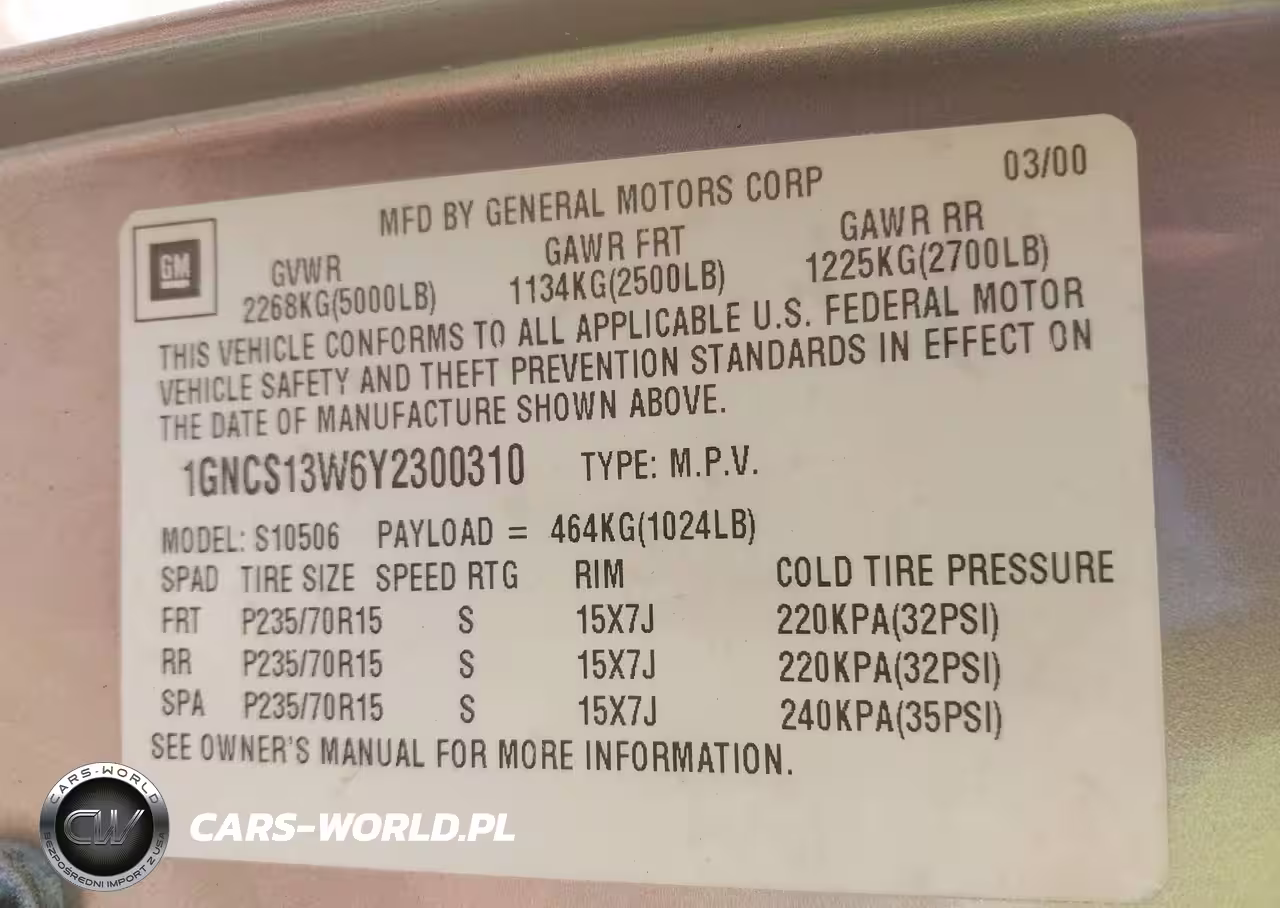 03/00
MFD BY GENERAL MOTORS CORP
GM
GVWR GAWR FRT GAWR RR
2268KG(5000LB) 1134KG(2500LB) 1225KG(2700LB)
THIS VEHICLE CONFORMS TO ALL APPLICABLE U.S. FEDERAL MOTOR
VEHICLE SAFETY AND THEFT PREVENTION STANDARDS IN EFFECT ON
THE DATE OF MANUFACTURE SHOWN ABOVE.
1GNCS13W6Y2300310 TYPE: M.P.V.
MODEL: S10506 PAYLOAD = 464KG(1024LB)
SPAD TIRE SIZE SPEED RTG RIM COLD TIRE PRESSURE
FRT P235/70R15 S 15X7J 220KPA(32PSI)
RR P235/70R15 S 15X7J 220KPA(32PSI)
SPA P235/70R15 S 15X7J 240KPA(35PSI)
SEE OWNER'S MANUAL FOR MORE INFORMATION.
CARS-WORLD
CW
BEZPOŚREDNI IMPORT Z USA
CARS-WORLD.PL